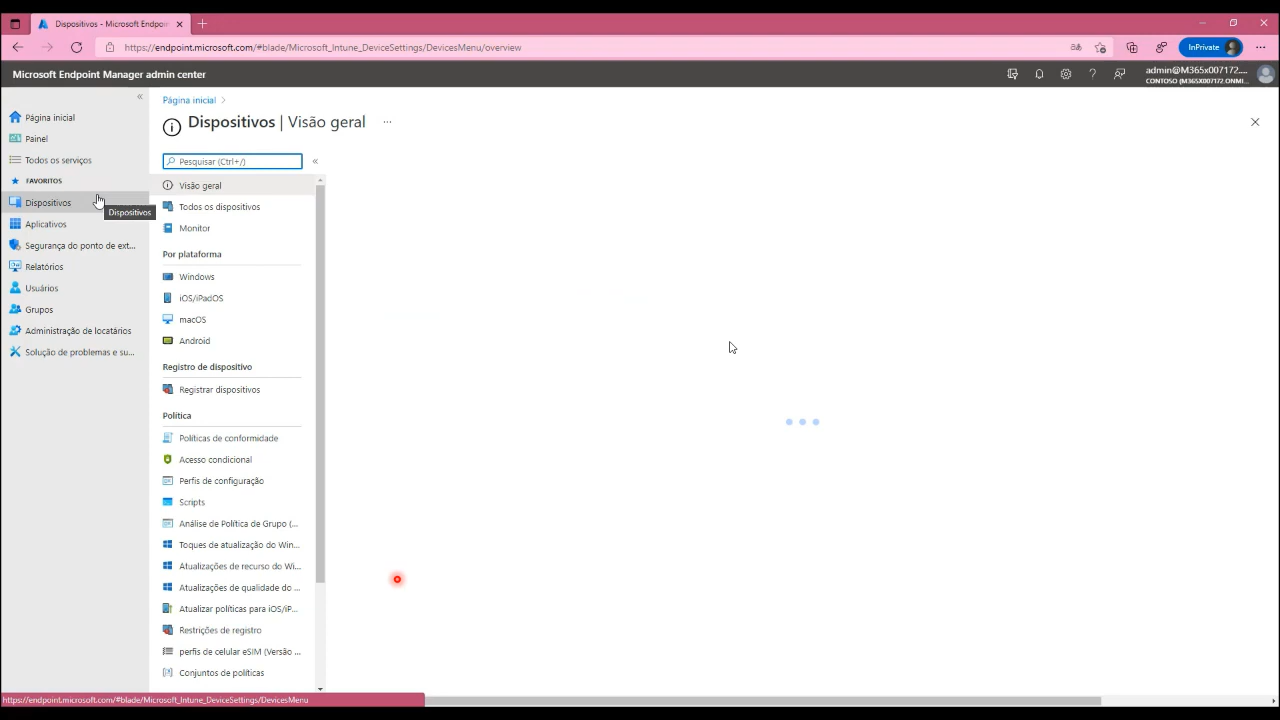 Dispositivos - Microsoft Endpoin
https://endpoint.microsoft.com/#blade/Microsoft_Intune_DeviceSettings/DevicesMenu/overview
InPrivate
Microsoft Endpoint Manager admin center
admin@M365x007172....
CONTOSO (M365X007172.ONMI...
Página inicial
Painel
Todos os serviços
FAVORITOS
Dispositivos
Dispositivos
Aplicativos
Segurança do ponto de ext...
Relatórios
Usuários
Grupos
Administração de locatários
Solução de problemas e su...
Página inicial >
Dispositivos | Visão geral ...
Pesquisar (Ctrl+/)
Visão geral
Todos os dispositivos
Monitor
Por plataforma
Windows
iOS/iPadOS
macOS
Android
Registro de dispositivo
Registrar dispositivos
Política
Políticas de conformidade
Acesso condicional
Perfis de configuração
Scripts
Análise de Política de Grupo (...
Toques de atualização do Win...
Atualizações de recurso do Wi...
Atualizações de qualidade do ...
Atualizar políticas para iOS/iP...
Restrições de registro
perfis de celular eSIM (Versão ...
Conjuntos de políticas
https://endpoint.microsoft.com/#blade/Microsoft_Intune_DeviceSettings/DevicesMenu